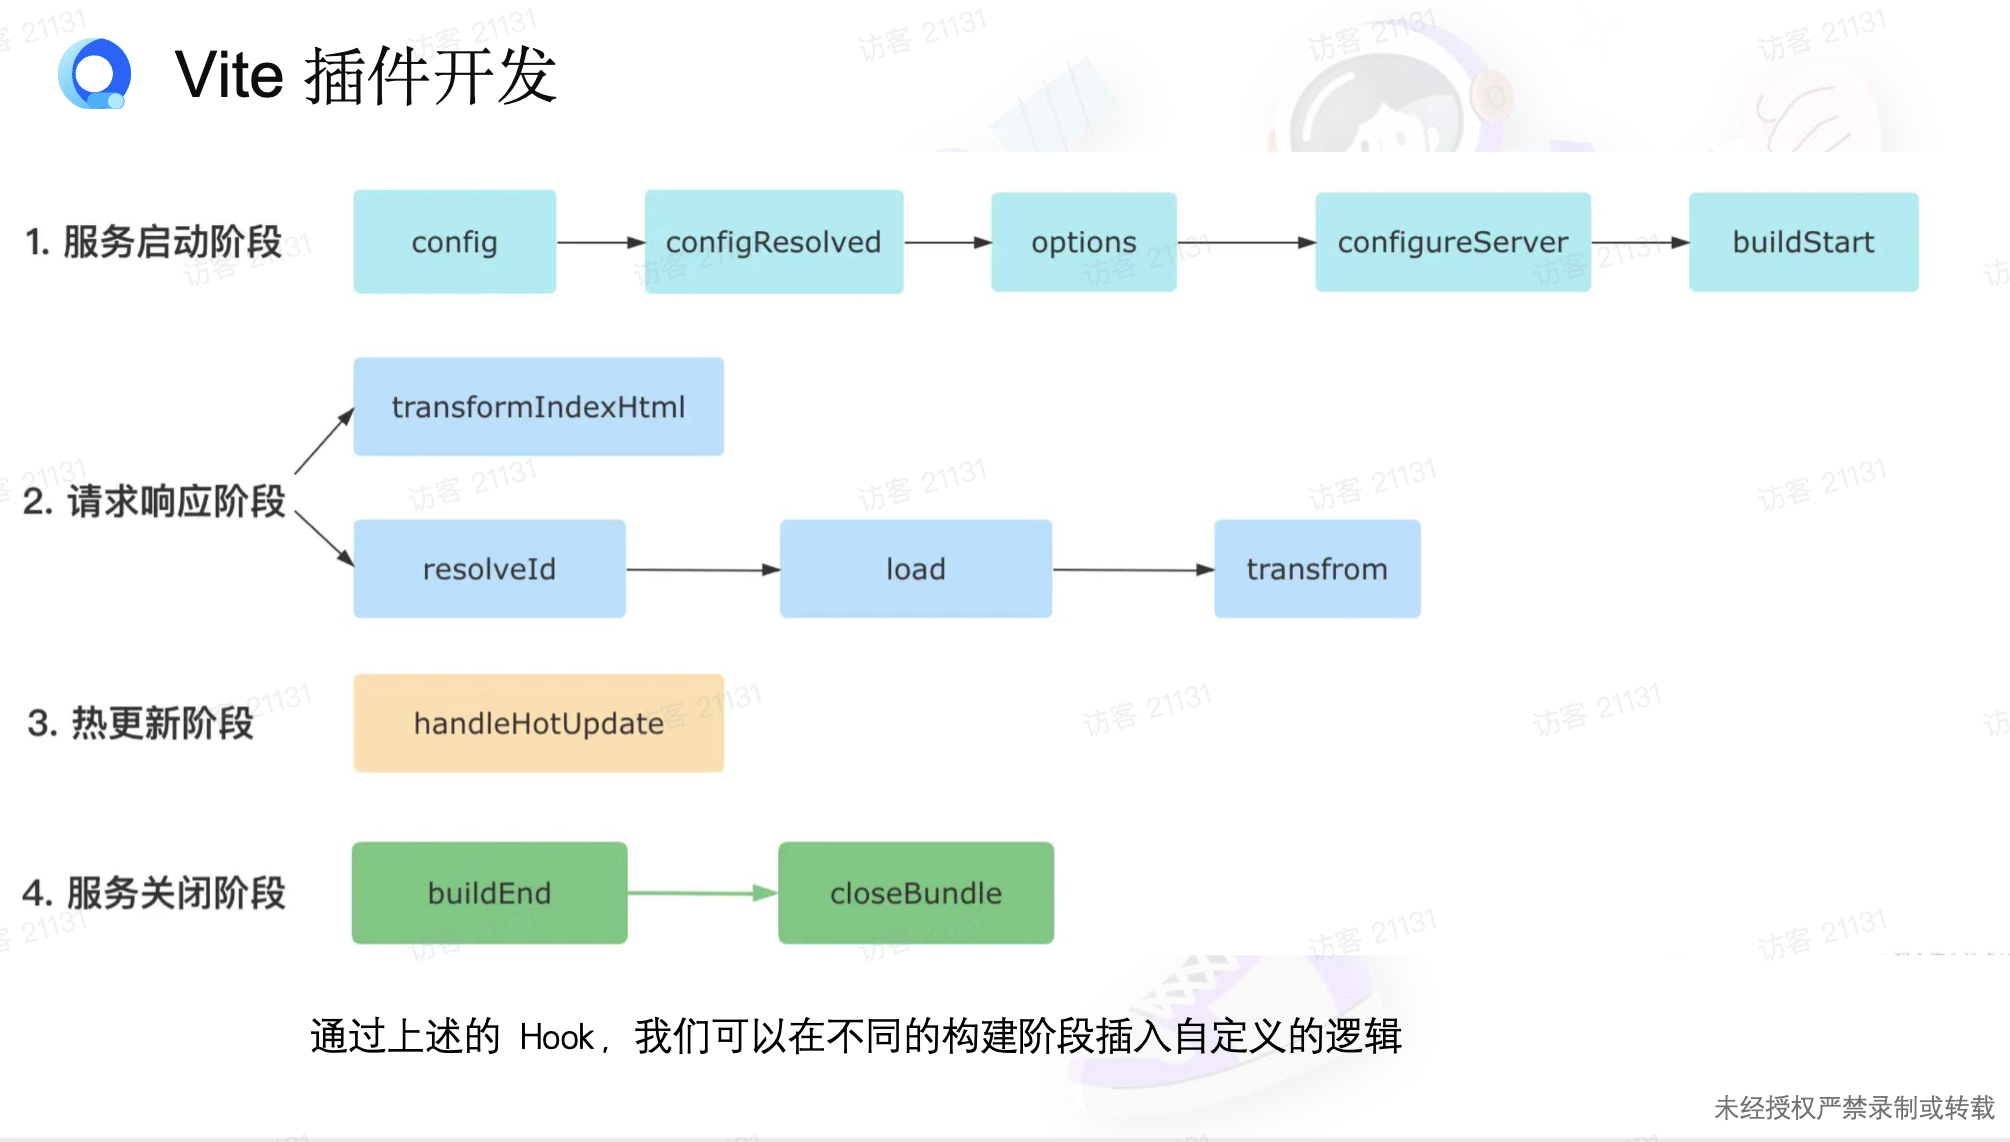 Vite 插件开发
1. 服务启动阶段
config
configResolved
options
configureServer
buildStart
2. 请求响应阶段
transformIndexHtml
resolveId
load
transfrom
3. 热更新阶段
handleHotUpdate
4. 服务关闭阶段
buildEnd
closeBundle
通过上述的 Hook，我们可以在不同的构建阶段插入自定义的逻辑
未经授权严禁录制或转载
访客 21131